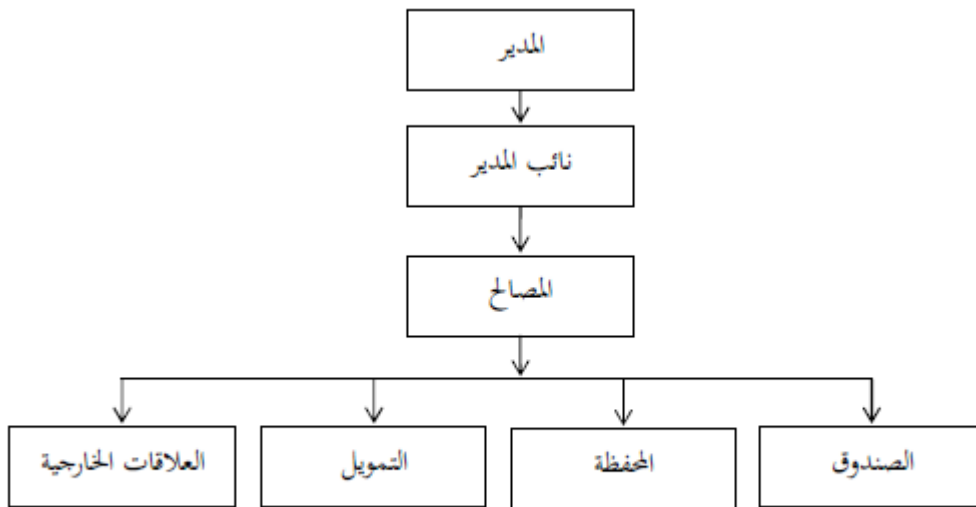 المدير
نائب المدير
المصالح
الصندوق
المحفظة
التمويل
العلاقات الخارجية